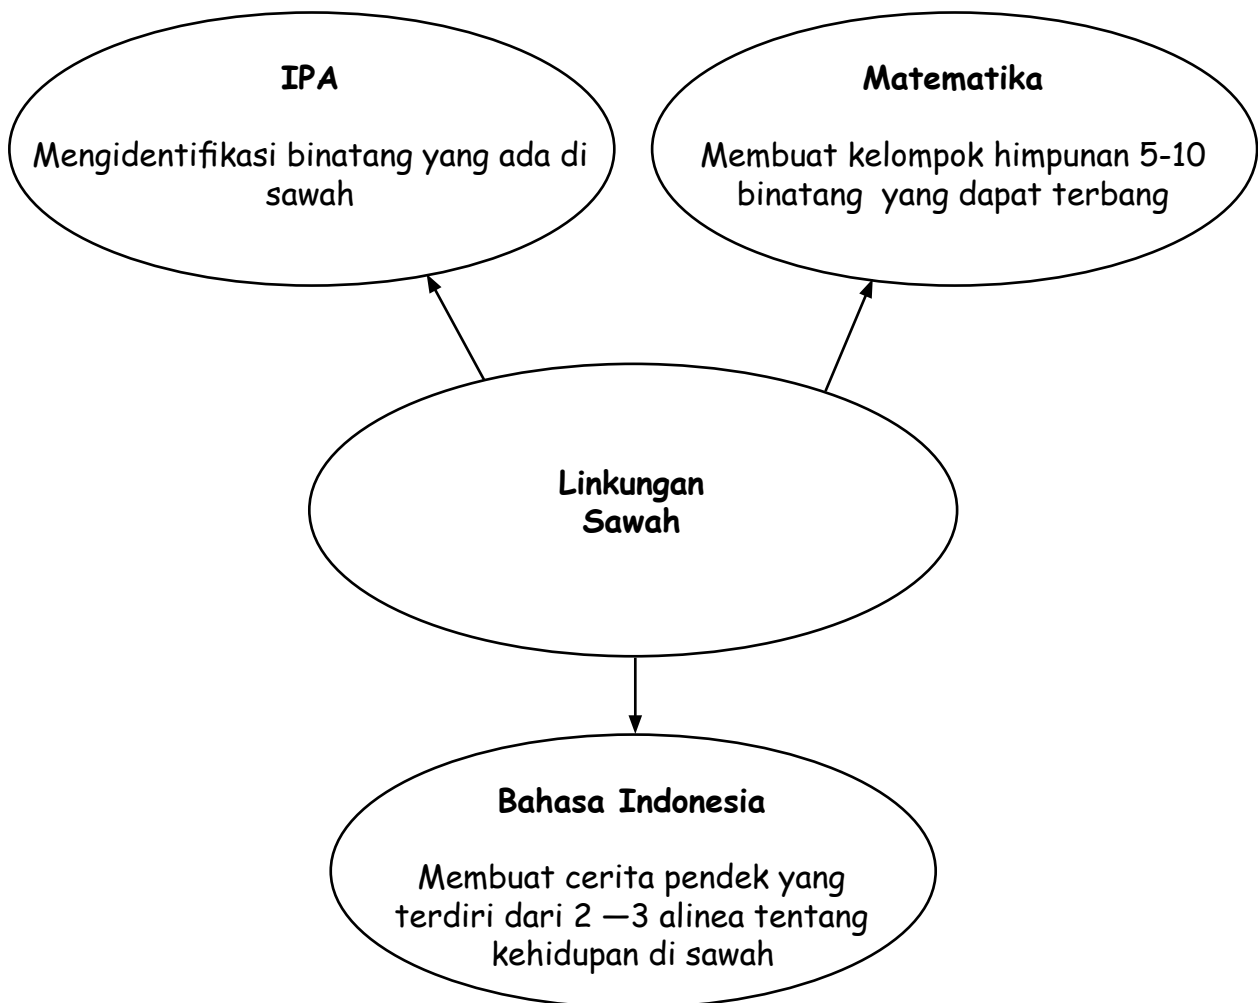 IPA
Mengidentifikasi binatang yang ada di
sawah
Matematika
Membuat kelompok himpunan 5-10
binatang yang dapat terbang
Linkungan
Sawah
Bahasa Indonesia
Membuat cerita pendek yang
terdiri dari 2 —3 alinea tentang
kehidupan di sawah